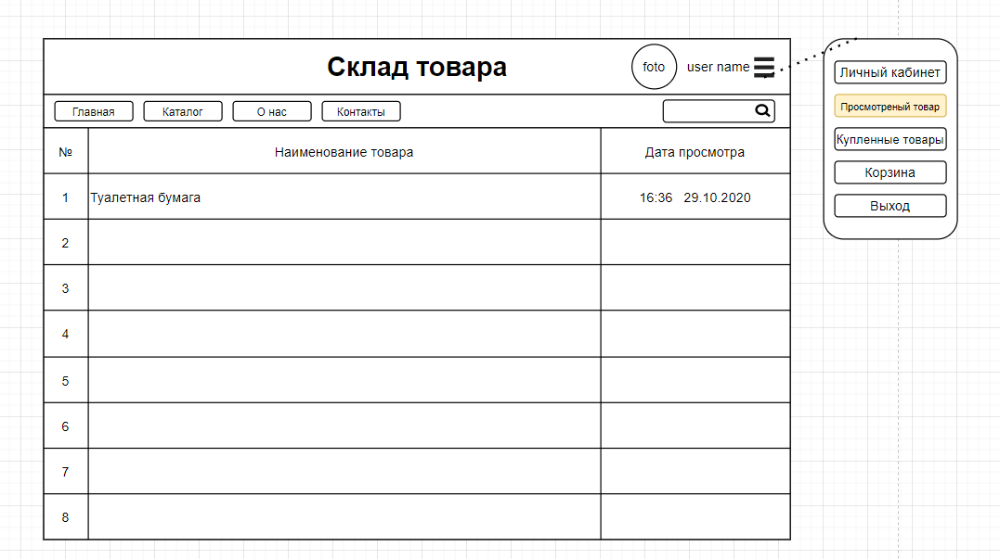 Склад товара
foto
user name
Главная
Каталог
О нас
Контакты
№
Наименование товара
Дата просмотра
1
Туалетная бумага
16:36 29.10.2020
2
3
4
5
6
7
8
Личный кабинет
Просмотреный товар
Купленные товары
Корзина
Выход